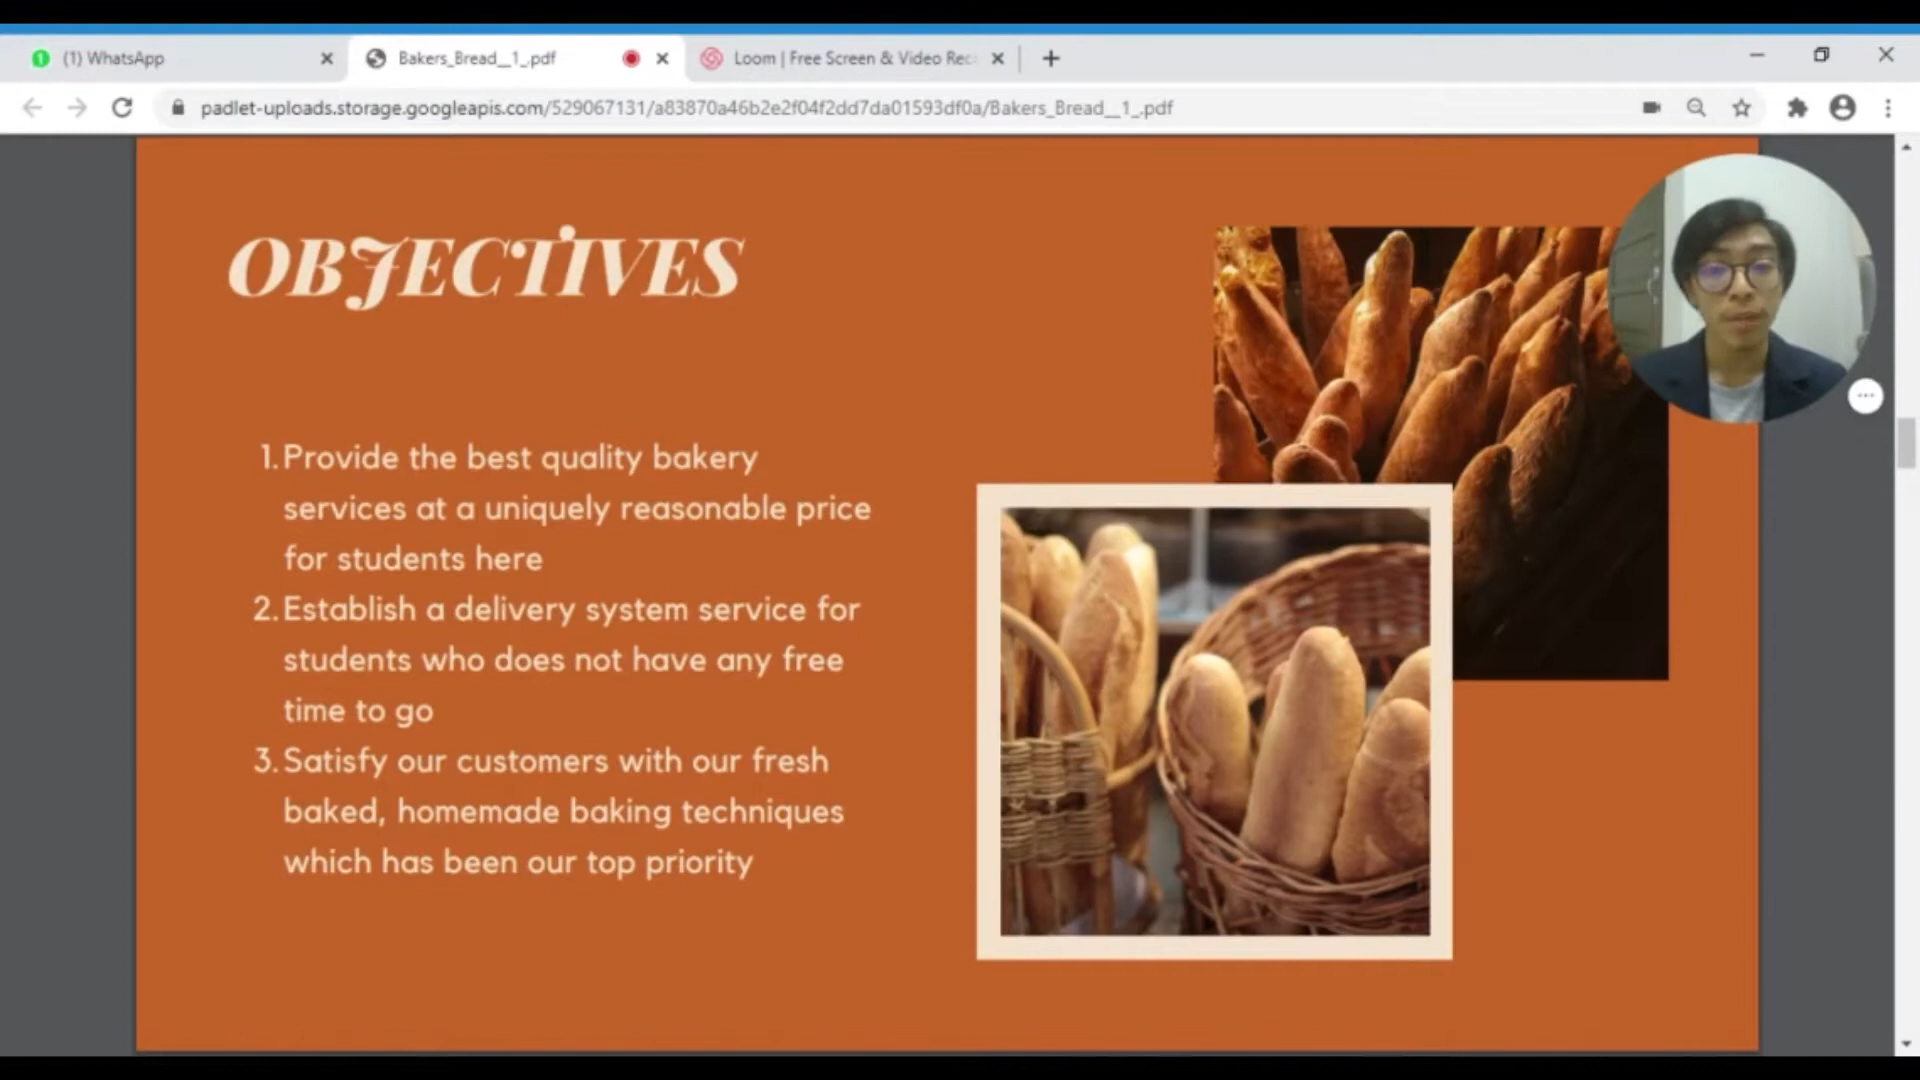 (1) WhatsApp
Bakers_Bread__1_.pdf
Loom | Free Screen & Video Rec
padlet-uploads.storage.googleapis.com/529067131/a83870a46b2e2f04f2dd7da01593df0a/Bakers_Bread__1_.pdf
OBJECTIVES
1. Provide the best quality bakery
services at a uniquely reasonable price
for students here
2. Establish a delivery system service for
students who does not have any free
time to go
3. Satisfy our customers with our fresh
baked, homemade baking techniques
which has been our top priority